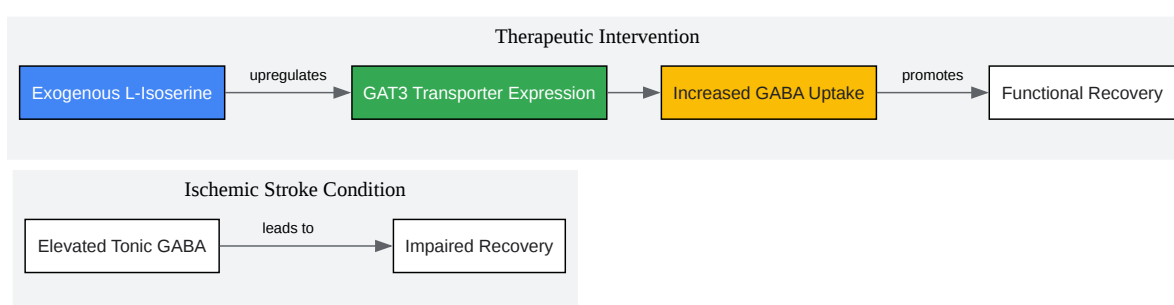 Therapeutic Intervention
Exogenous L-Isoserine
upregulates
GAT3 Transporter Expression
Increased GABA Uptake
promotes
Functional Recovery
Ischemic Stroke Condition
Elevated Tonic GABA
leads to
Impaired Recovery